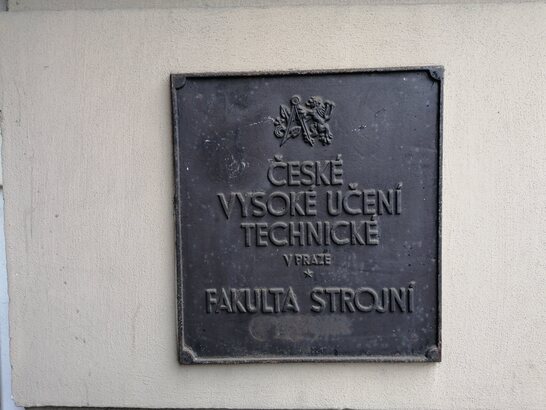 ČESKÉ
VYSOKÉ UČENÍ
TECHNICKÉ
V PRAZE
*
FAKULTA STROJNÍ